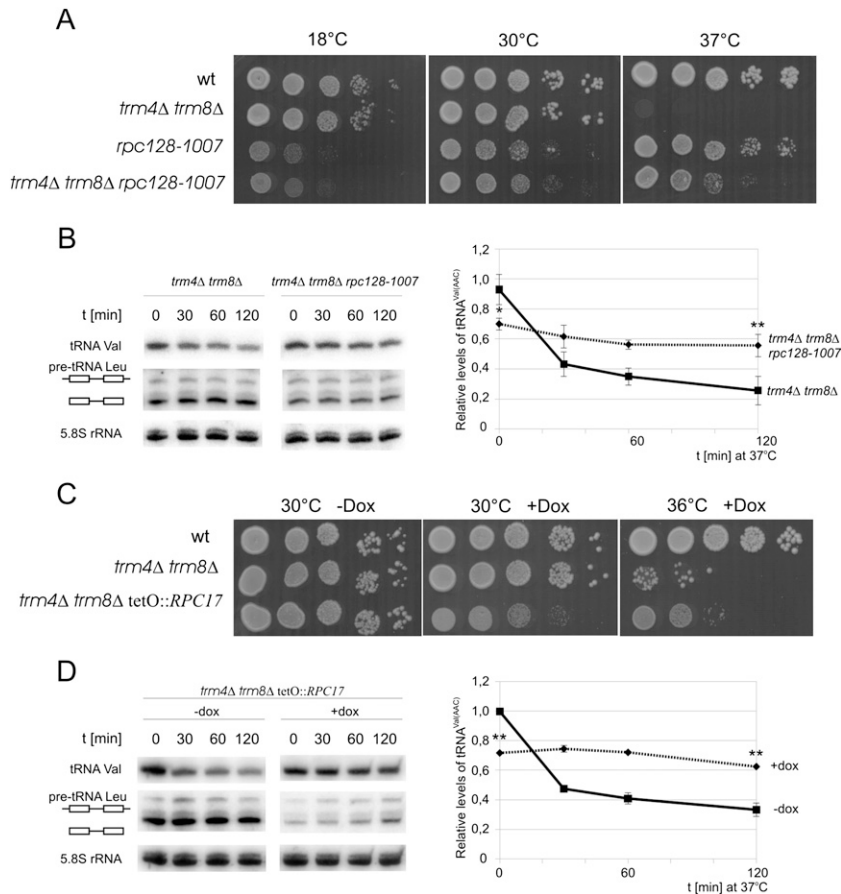 A
18°C 30°C 37°C
wt
trm4Δ trm8Δ
rpc128-1007
trm4Δ trm8Δ rpc128-1007
B
trm4Δ trm8Δ trm4Δ trm8Δ rpc128-1007
t [min] 0 30 60 120 0 30 60 120
tRNA Val
pre-tRNA Leu
5.8S rRNA
Relative levels of tRNA^Val(AAC)
1,2
1,0
0,8
0,6
0,4
0,2
0
*
**
trm4Δ trm8Δ
rpc128-1007
trm4Δ trm8Δ
0 60 120
t [min] at 37°C
C
30°C -Dox 30°C +Dox 36°C +Dox
wt
trm4Δ trm8Δ
trm4Δ trm8Δ tetO::RPC17
D
trm4Δ trm8Δ tetO::RPC17
-dox +dox
t [min] 0 30 60 120 0 30 60 120
tRNA Val
pre-tRNA Leu
5.8S rRNA
Relative levels of tRNA^Val(AAC)
1,2
1,0
0,8
0,6
0,4
0,2
0
**
**
+dox
-dox
0 60 120
t [min] at 37°C